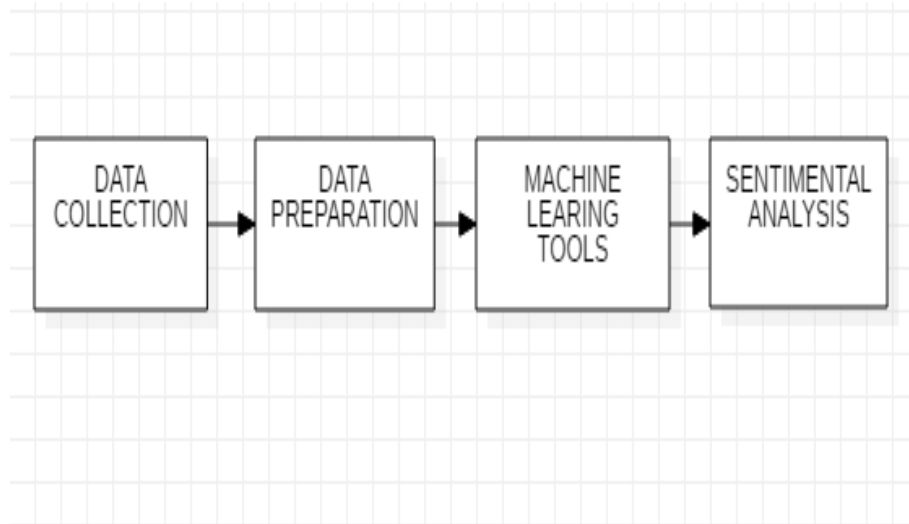 DATA
COLLECTION
DATA
PREPARATION
MACHINE
LEARING
TOOLS
SENTIMENTAL
ANALYSIS